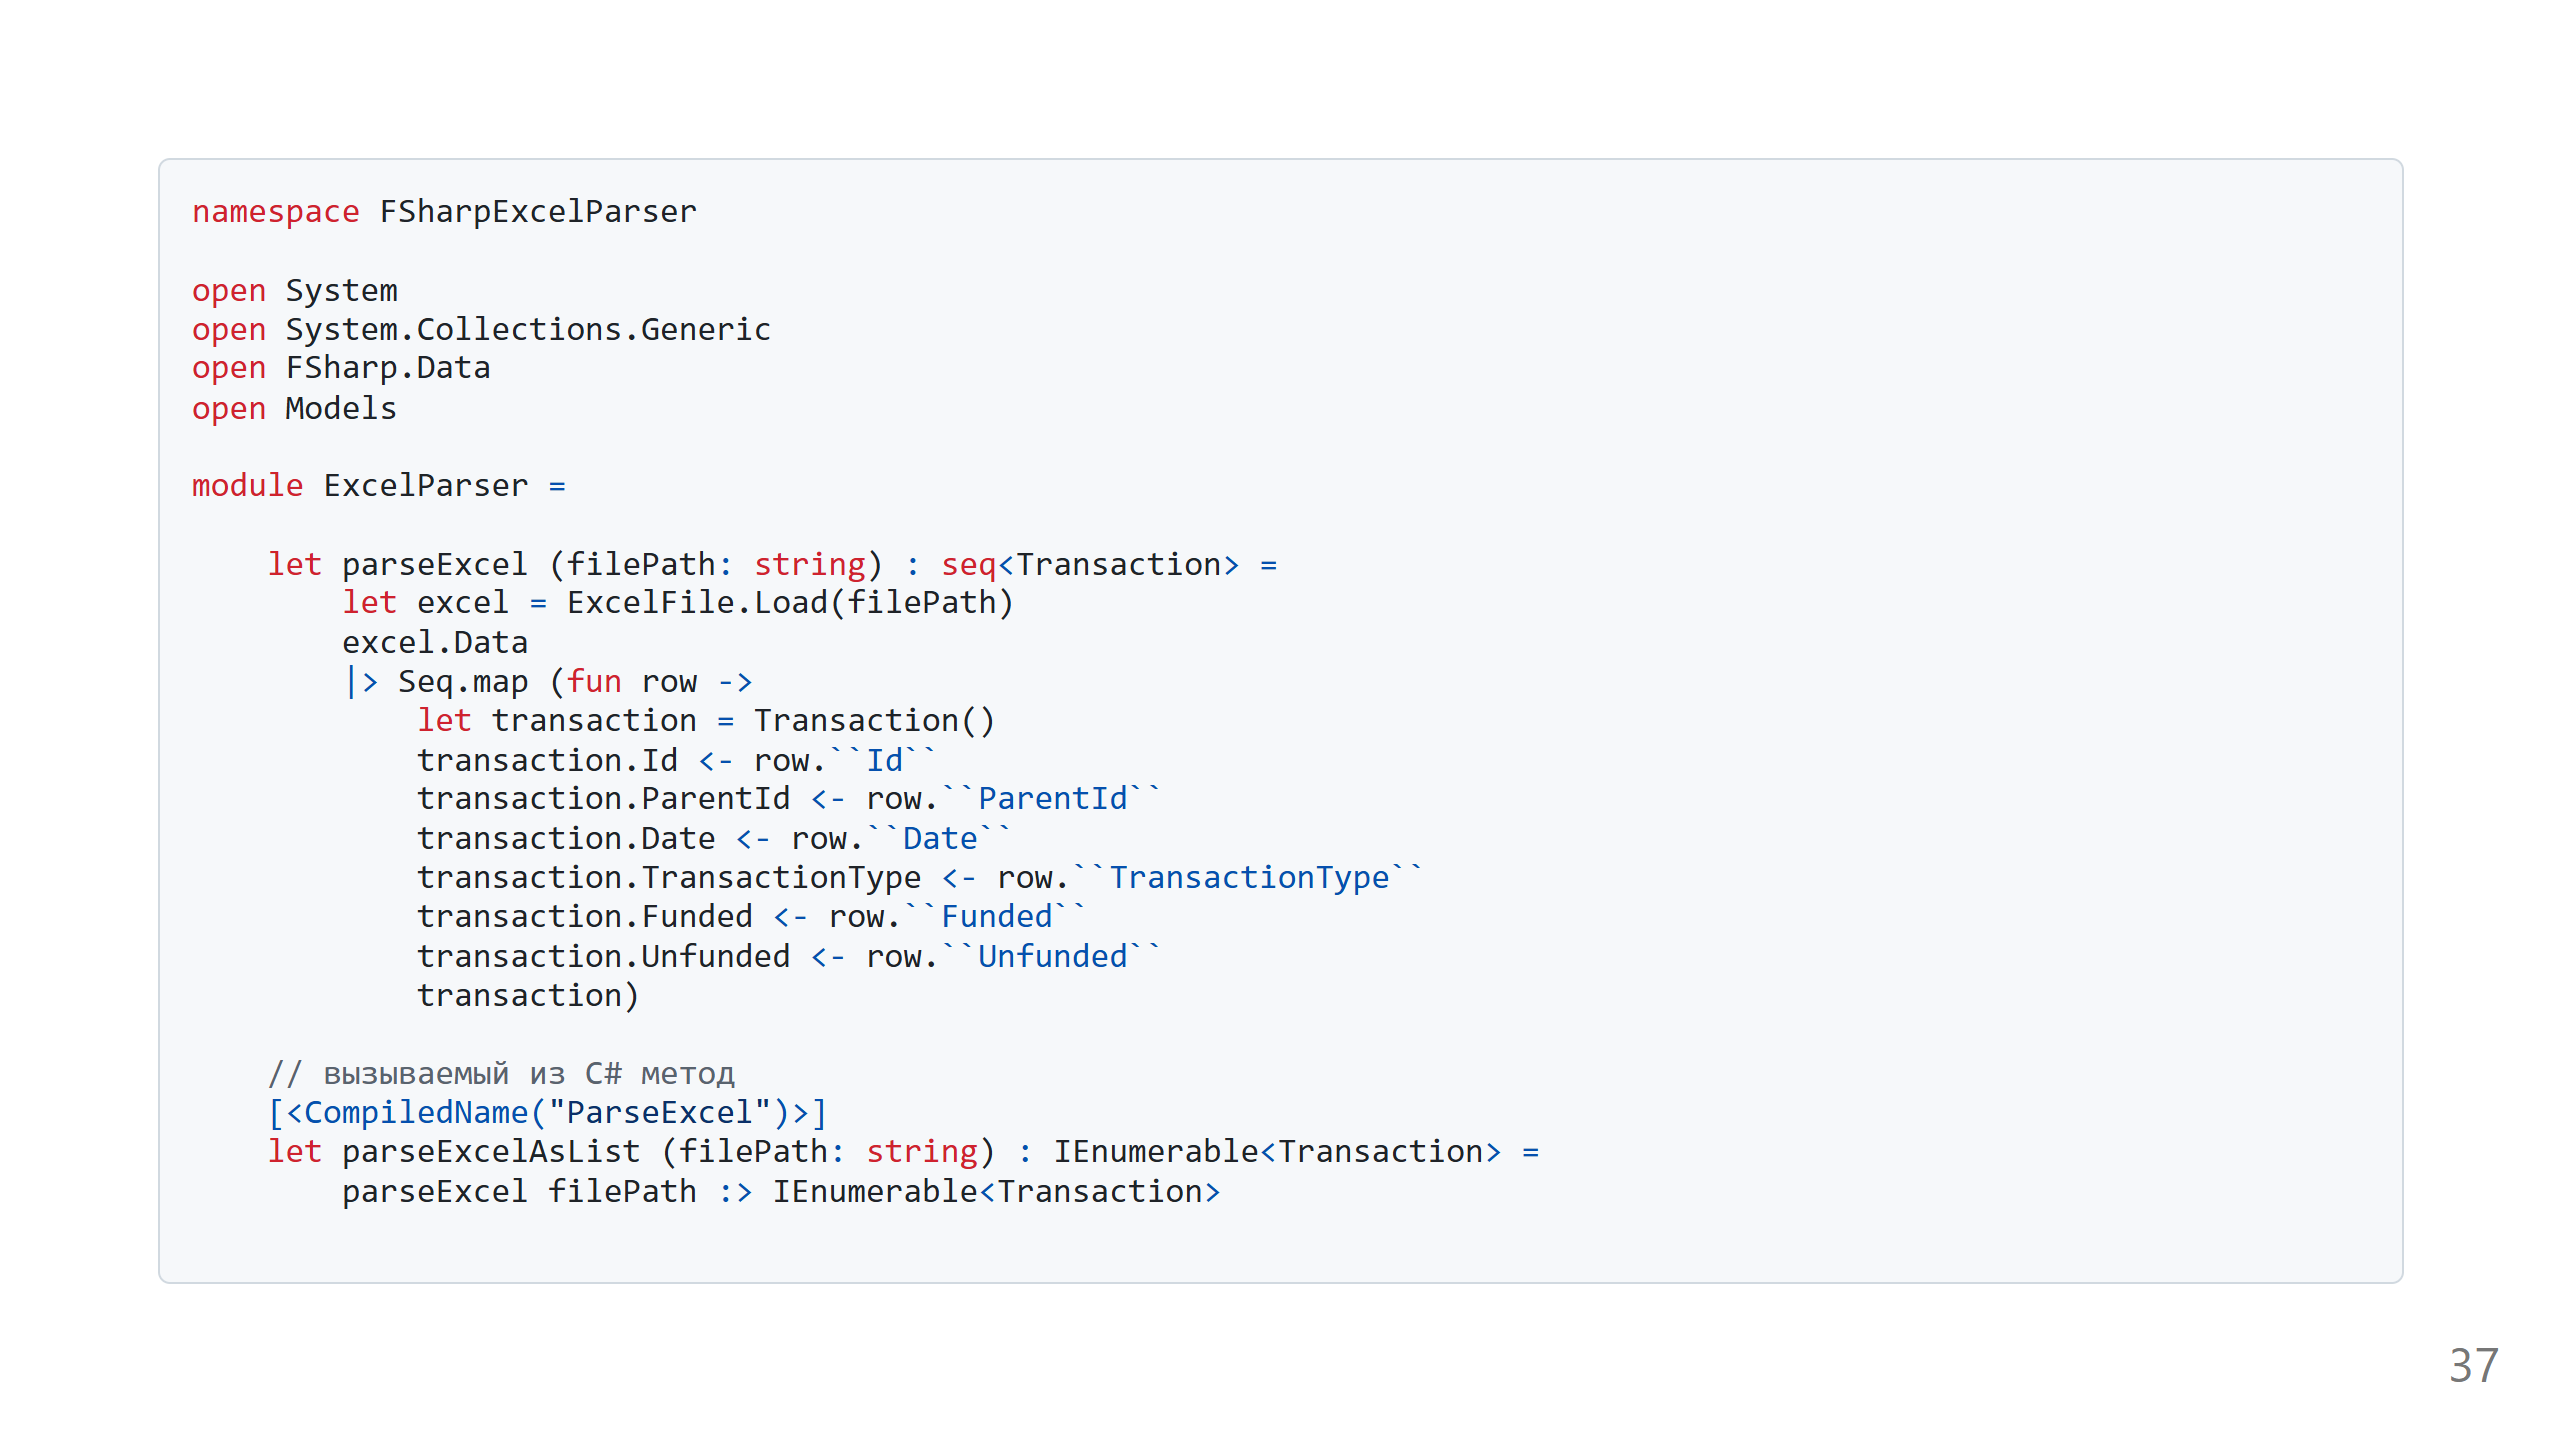 namespace FSharpExcelParser
open System
open System.Collections.Generic
open FSharp.Data
open Models
module ExcelParser =
let parseExcel (filePath: string) : seq<Transaction> =
let excel = ExcelFile.Load(filePath)
excel.Data
|> Seq.map (fun row ->
let transaction = Transaction()
transaction.Id <- row.``Id``
transaction.ParentId <- row.``ParentId``
transaction.Date <- row.``Date``
transaction.TransactionType <- row.``TransactionType``
transaction.Funded <- row.``Funded``
transaction.Unfunded <- row.``Unfunded``
transaction)
// вызываемый из C# метод
[<CompiledName("ParseExcel")>]
let parseExcelAsList (filePath: string) : IEnumerable<Transaction> =
parseExcel filePath :> IEnumerable<Transaction>
37